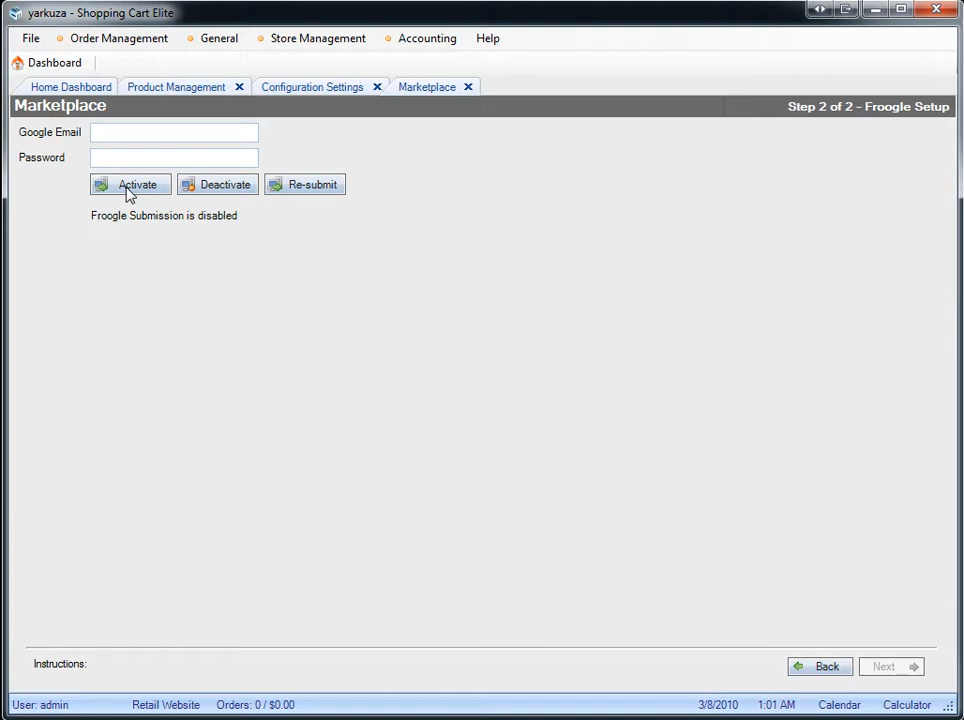 yarkuza - Shopping Cart Elite
File Order Management General Store Management Accounting Help
Dashboard
Home Dashboard Product Management Configuration Settings Marketplace
Marketplace Step 2 of 2 - Froogle Setup
Google Email
Password
Activate Deactivate Re-submit
Froogle Submission is disabled
Instructions: Back Next
User: admin Retail Website Orders: 0 / $0.00 3/8/2010 1:01 AM Calendar Calculator